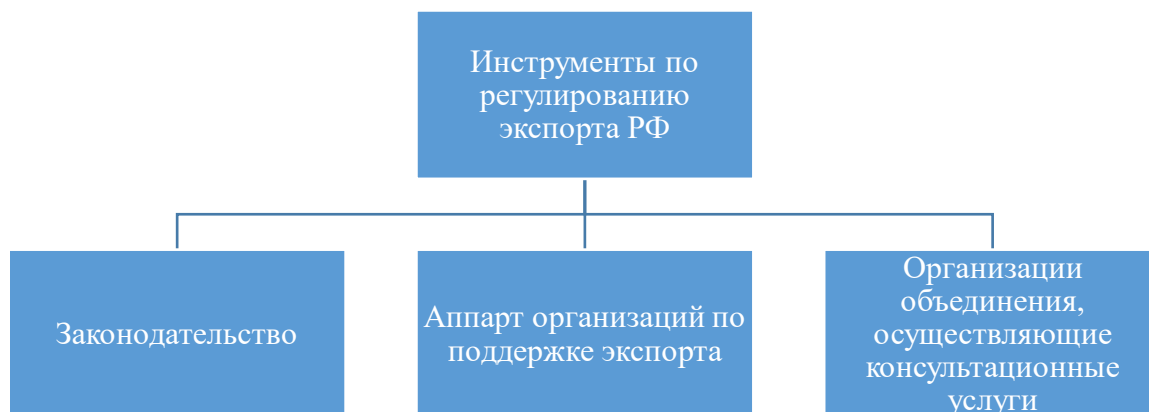 Инструменты по
регулированию
экспорта РФ
Законодательство
Аппарт организаций по
поддержке экспорта
Организации
объединения,
осуществляющие
консультационные
услуги